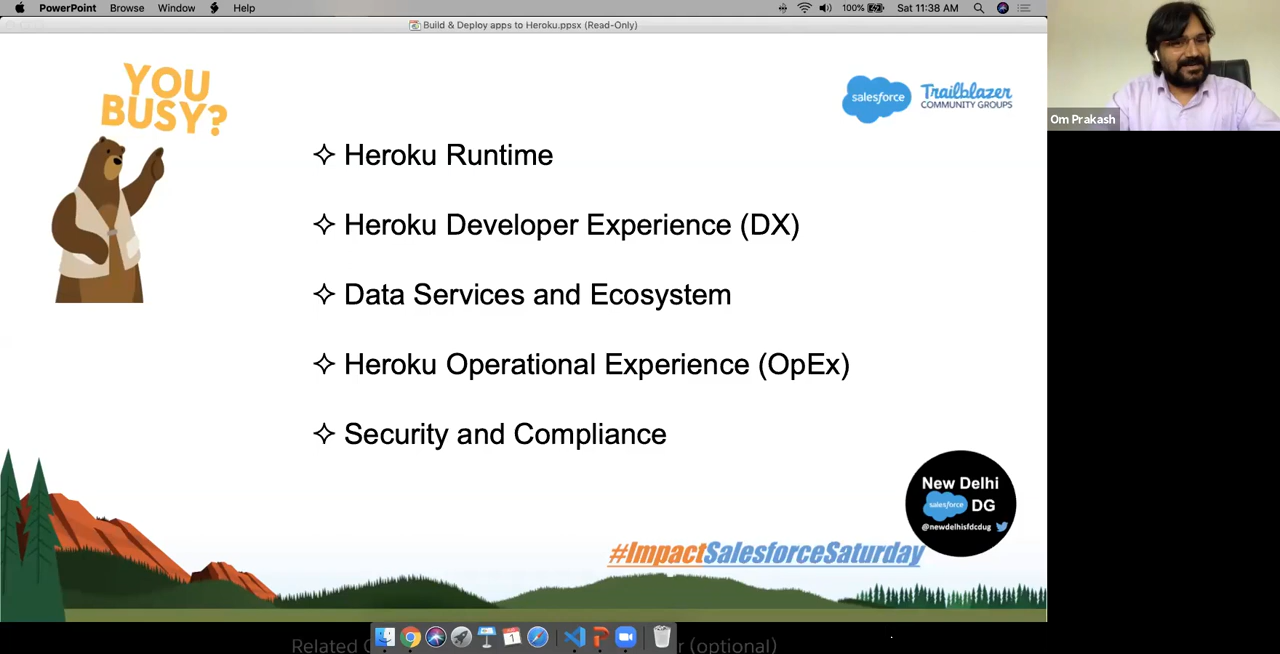 PowerPoint Browse Window Help
100% Sat 11:38 AM
Build & Deploy apps to Heroku.ppsx (Read-Only)
YOU
BUSY?
salesforce
Trailblazer
COMMUNITY GROUPS
Om Prakash
Heroku Runtime
Heroku Developer Experience (DX)
Data Services and Ecosystem
Heroku Operational Experience (OpEx)
Security and Compliance
New Delhi
salesforce DG
@newdelhisfdcdug
#ImpactSalesforceSaturday
1
Related
(optional)